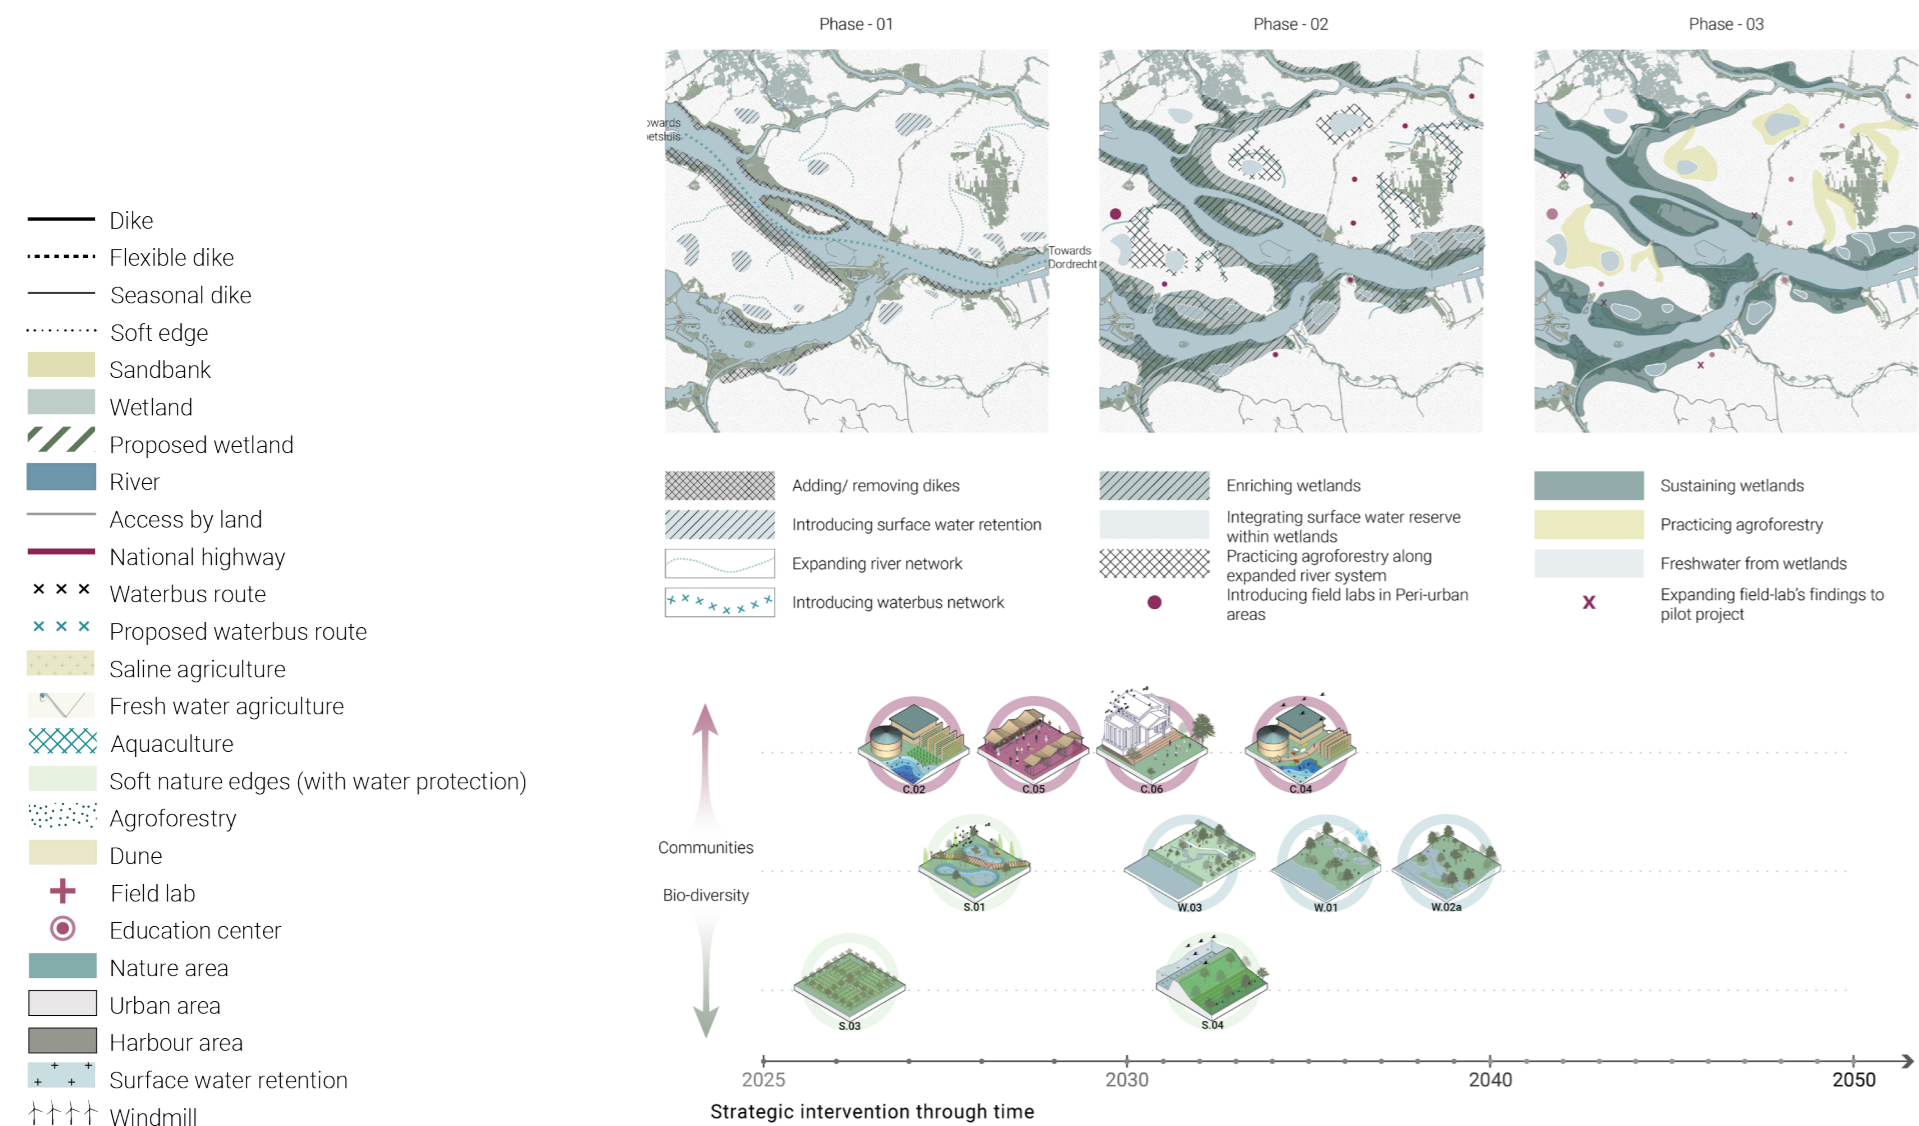 Phase - 01
Phase - 02
Phase - 03
Towards
Dordrecht
Dike
Flexible dike
Seasonal dike
Soft edge
Sandbank
Wetland
Proposed wetland
River
Access by land
National highway
Waterbus route
Proposed waterbus route
Saline agriculture
Fresh water agriculture
Aquaculture
Soft nature edges (with water protection)
Agroforestry
Dune
Field lab
Education center
Nature area
Urban area
Harbour area
Surface water retention
Windmill
Adding/ removing dikes
Introducing surface water retention
Expanding river network
Introducing waterbus network
Enriching wetlands
Integrating surface water reserve
within wetlands
Practicing agroforestry along
expanded river system
Introducing field labs in Peri-urban
areas
Sustaining wetlands
Practicing agroforestry
Freshwater from wetlands
Expanding field-lab's findings to
pilot project
Communities
Bio-diversity
C.02
C.05
C.06
C.04
S.01
W.03
W.01
W.02a
S.03
S.04
2025
2030
2040
2050
Strategic intervention through time